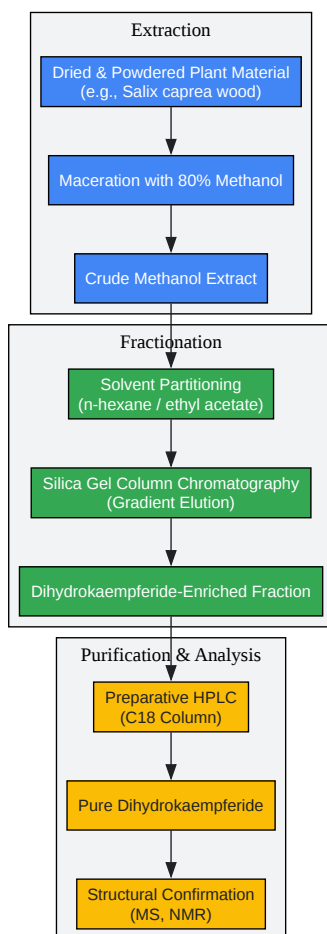 Extraction
Dried & Powdered Plant Material
(e.g., Salix caprea wood)
Maceration with 80% Methanol
Crude Methanol Extract
Fractionation
Solvent Partitioning
(n-hexane / ethyl acetate)
Silica Gel Column Chromatography
(Gradient Elution)
Dihydrokaempferide-Enriched Fraction
Purification & Analysis
Preparative HPLC
(C18 Column)
Pure Dihydrokaempferide
Structural Confirmation
(MS, NMR)